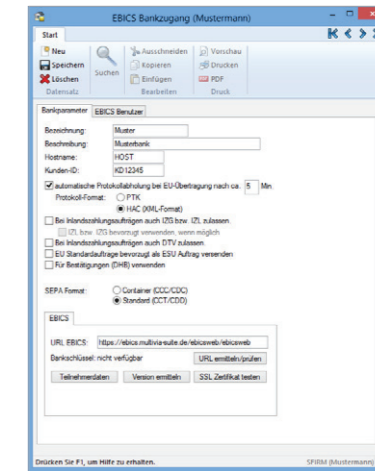 EBICS Bankzugang (Mustermann)
Start
Neu
Speichern
Löschen
Datensatz
Suchen
Ausschneiden
Kopieren
Einfügen
Bearbeiten
Vorschau
Drucken
PDF
Druck
Bankparameter EBICS Benutzer
Bezeichnung: Muster
Beschreibung: Musterbank
Hostname: HOST
Kunden-ID: KD12345
automatische Protokollabholung bei EU-Übertragung nach ca. 5 Min.
Protokoll-Format: PTK
HAC (XML-Format)
Bei Inlandszahlungsaufträgen auch IZG bzw. IZL zulassen.
IZL bzw. IZG bevorzugt verwenden, wenn möglich
Bei Inlandszahlungsaufträgen auch DTV zulassen.
EU Standardaufträge bevorzugt als ESU Auftrag versenden
Für Bestätigungen (DHB) verwenden
SEPA Format: Container (CCC/CDC)
Standard (CCT/CDD)
EBICS
URL EBICS: https://ebics.multivia-suite.de/ebicsweb/ebicsweb
Bankschlüssel: nicht verfügbar URL ermitteln/prüfen
Teilnehmerdaten Version ermitteln SSL Zertifikat testen
Drücken Sie F1, um Hilfe zu erhalten. SFIRM (Mustermann)